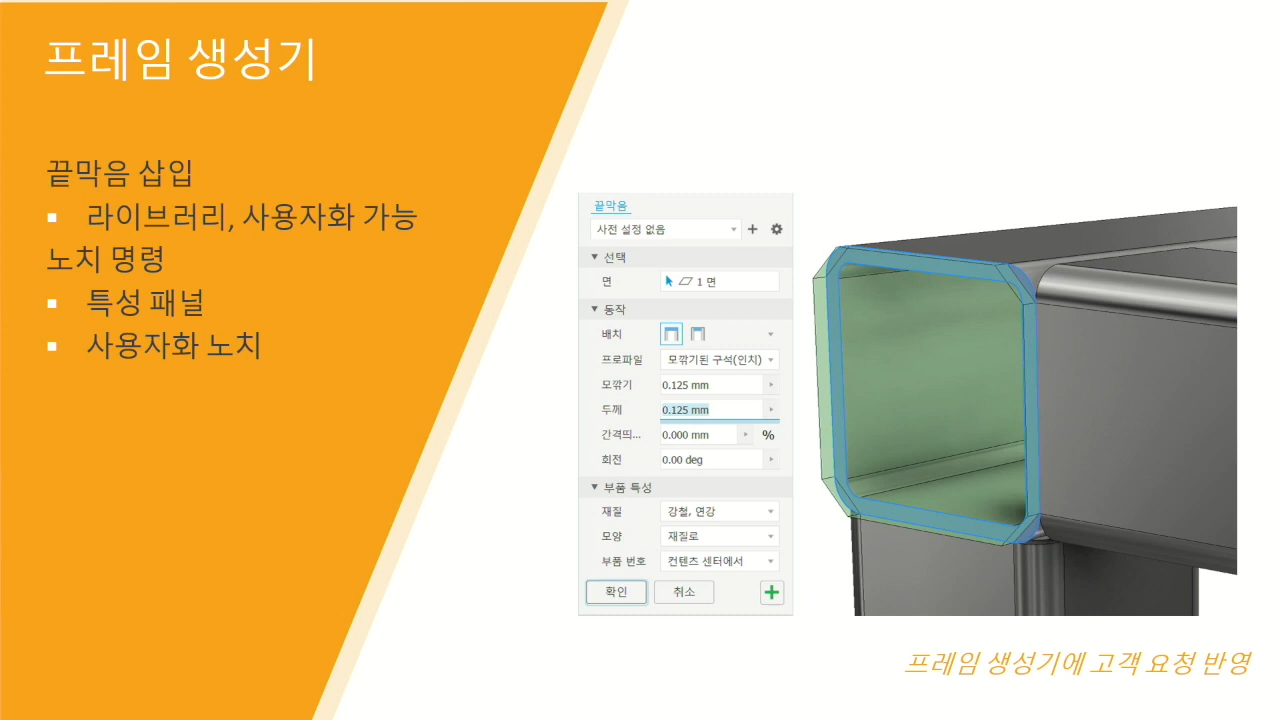 프레임 생성기
끝막음 삽입
▪ 라이브러리, 사용자화 가능
노치 명령
▪ 특성 패널
▪ 사용자화 노치
끝막음
사전 설정 없음
선택
면 1 면
동작
배치
프로파일 모깎기된 구석(인치)
모깎기 0.125 mm
두께 0.125 mm
간격띄... 0.000 mm %
회전 0.00 deg
부품 특성
재질 강철, 연강
모양 재질로
부품 번호 컨텐츠 센터에서
확인 취소
프레임 생성기에 고객 요청 반영